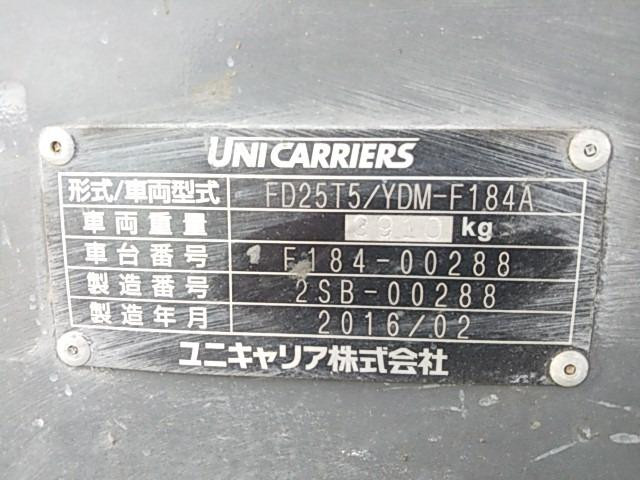 UNICARRIERS
形式/車両型式 FD25T5/YDM-F184A
車両重量 3910 kg
車台番号 F184-00288
製造番号 2SB-00288
製造年月 2016/02
ユニキャリア株式会社